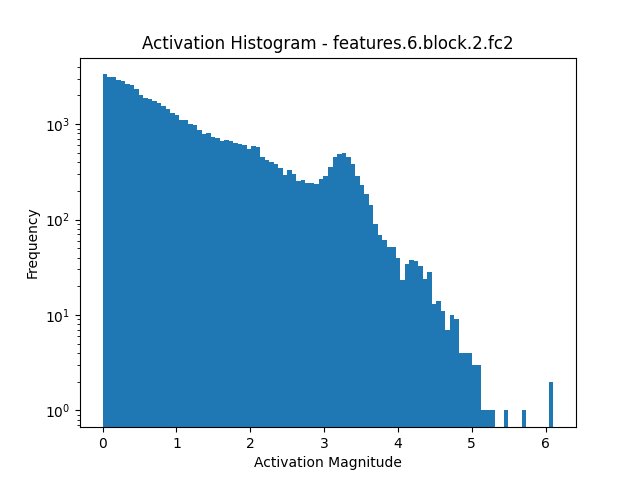 Activation Histogram - features.6.block.2.fc2
Frequency
10³
10²
10¹
10⁰
0 1 2 3 4 5 6
Activation Magnitude